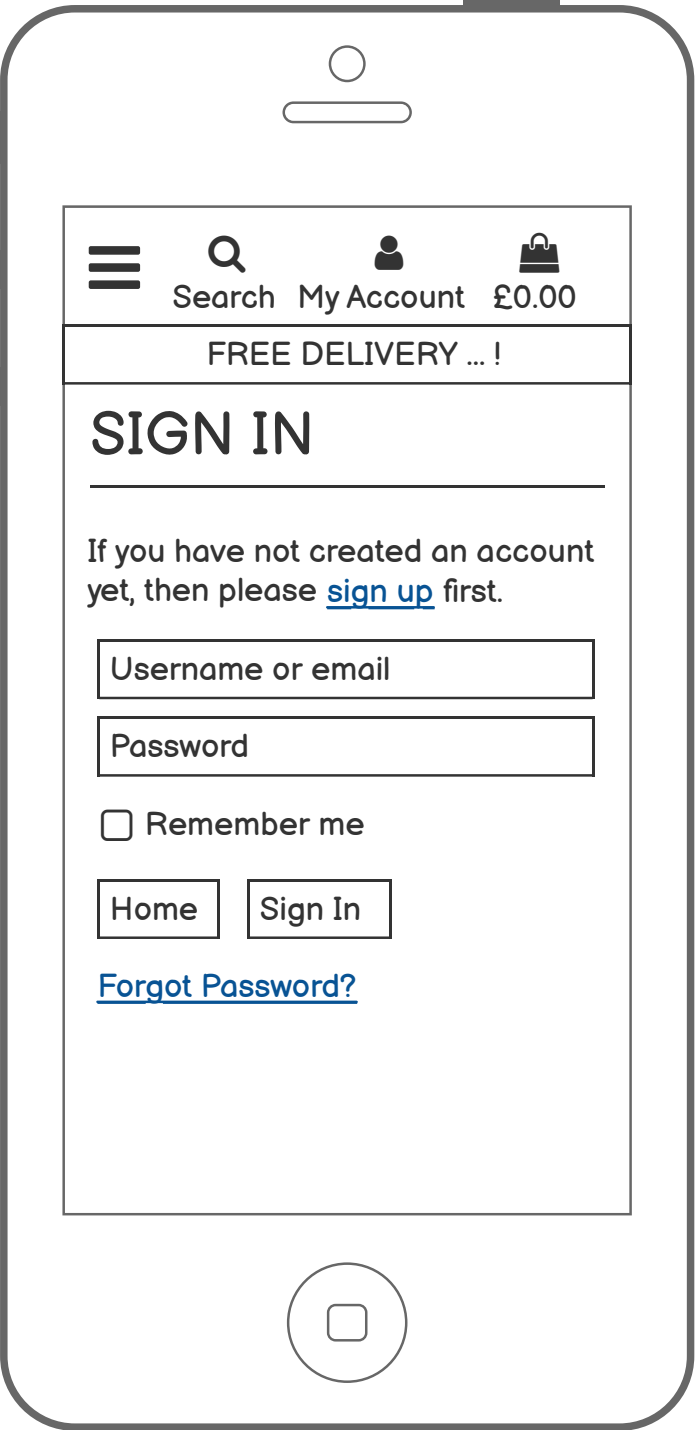 Search My Account £0.00
FREE DELIVERY ... !
SIGN IN
If you have not created an account
yet, then please sign up first.
Username or email
Password
Remember me
Home Sign In
Forgot Password?